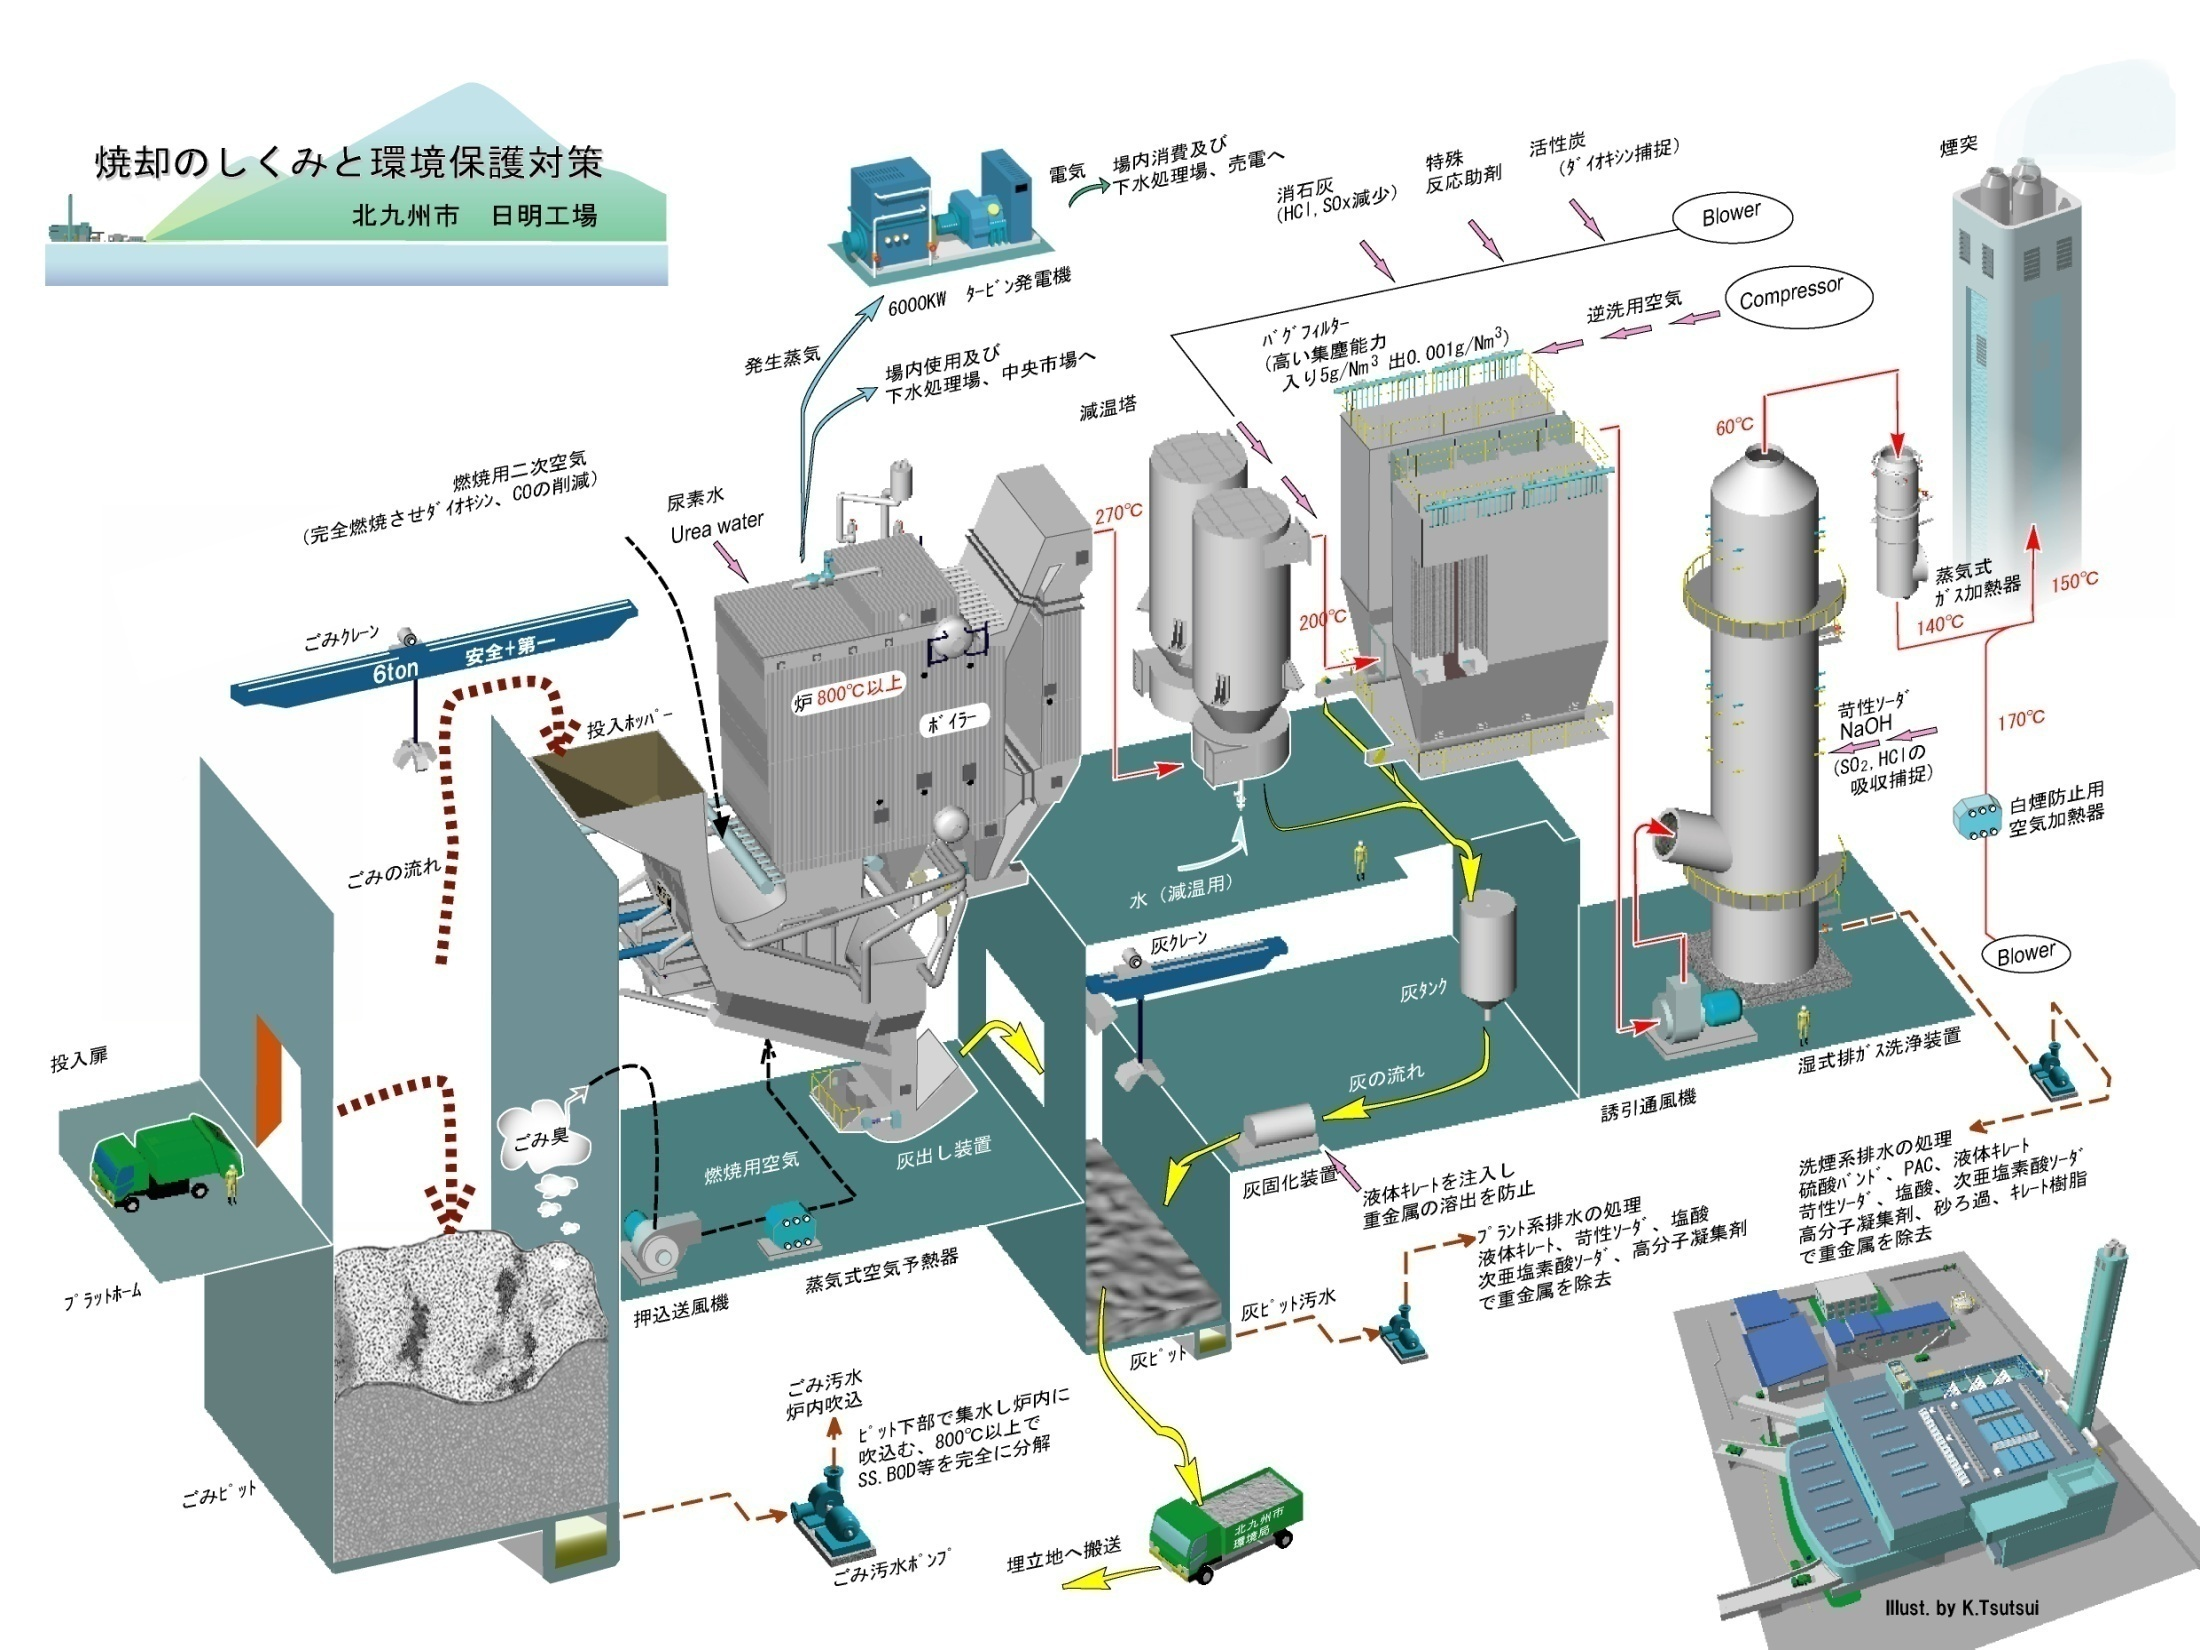 焼却のしくみと環境保護対策
北九州市　日明工場
6000KW　ﾀｰﾋﾞﾝ発電機
電気
場内消費及び
下水処理場、売電へ
発生蒸気
場内使用及び
下水処理場、中央市場へ
消石灰
(HCl,SOx減少)
特殊
反応助剤
活性炭
(ﾀﾞｲｵｷｼﾝ捕捉)
Blower
Compressor
逆洗用空気
ﾊﾞｸﾞﾌｨﾙﾀｰ
(高い集塵能力
入り5g/Nm³ 出0.001g/Nm³)
煙突
減温塔
燃焼用二次空気
(完全燃焼させﾀﾞｲｵｷｼﾝ、COの削減)
尿素水
Urea water
270℃
200℃
60℃
蒸気式
ｶﾞｽ加熱器
140℃
150℃
170℃
ごみｸﾚｰﾝ
6ton
安全+第一
投入ﾎｯﾊﾟｰ
炉 800℃以上
ﾎﾞｲﾗｰ
ごみの流れ
苛性ｿｰﾀﾞ
NaOH
(SO₂,HClの
吸収捕捉)
白煙防止用
空気加熱器
Blower
水（減温用）
灰ｸﾚｰﾝ
灰ﾀﾝｸ
灰の流れ
湿式排ｶﾞｽ洗浄装置
誘引通風機
投入扉
ごみ臭
燃焼用空気
灰出し装置
灰固化装置
液体ｷﾚｰﾄを注入し
重金属の溶出を防止
洗煙系排水の処理
硫酸ﾊﾞﾝﾄﾞ、PAC、液体ｷﾚｰﾄ
苛性ｿｰﾀﾞ、塩酸、次亜塩素酸ｿｰﾀﾞ
高分子凝集剤、砂ろ過、ｷﾚｰﾄ樹脂
で重金属を除去
ﾌﾟﾗﾝﾄ系排水の処理
液体ｷﾚｰﾄ、苛性ｿｰﾀﾞ、塩酸
次亜塩素酸ｿｰﾀﾞ、高分子凝集剤
で重金属を除去
ﾌﾟﾗｯﾄﾎｰﾑ
押込送風機
蒸気式空気予熱器
灰ﾋﾟｯﾄ汚水
灰ﾋﾟｯﾄ
ごみ汚水
炉内吹込
ﾋﾟｯﾄ下部で集水し炉内に
吹込む、800℃以上で
SS.BOD等を完全に分解
ごみﾋﾟｯﾄ
ごみ汚水ﾎﾟﾝﾌﾟ
埋立地へ搬送
北九州市
環境局
Illust. by K.Tsutsui